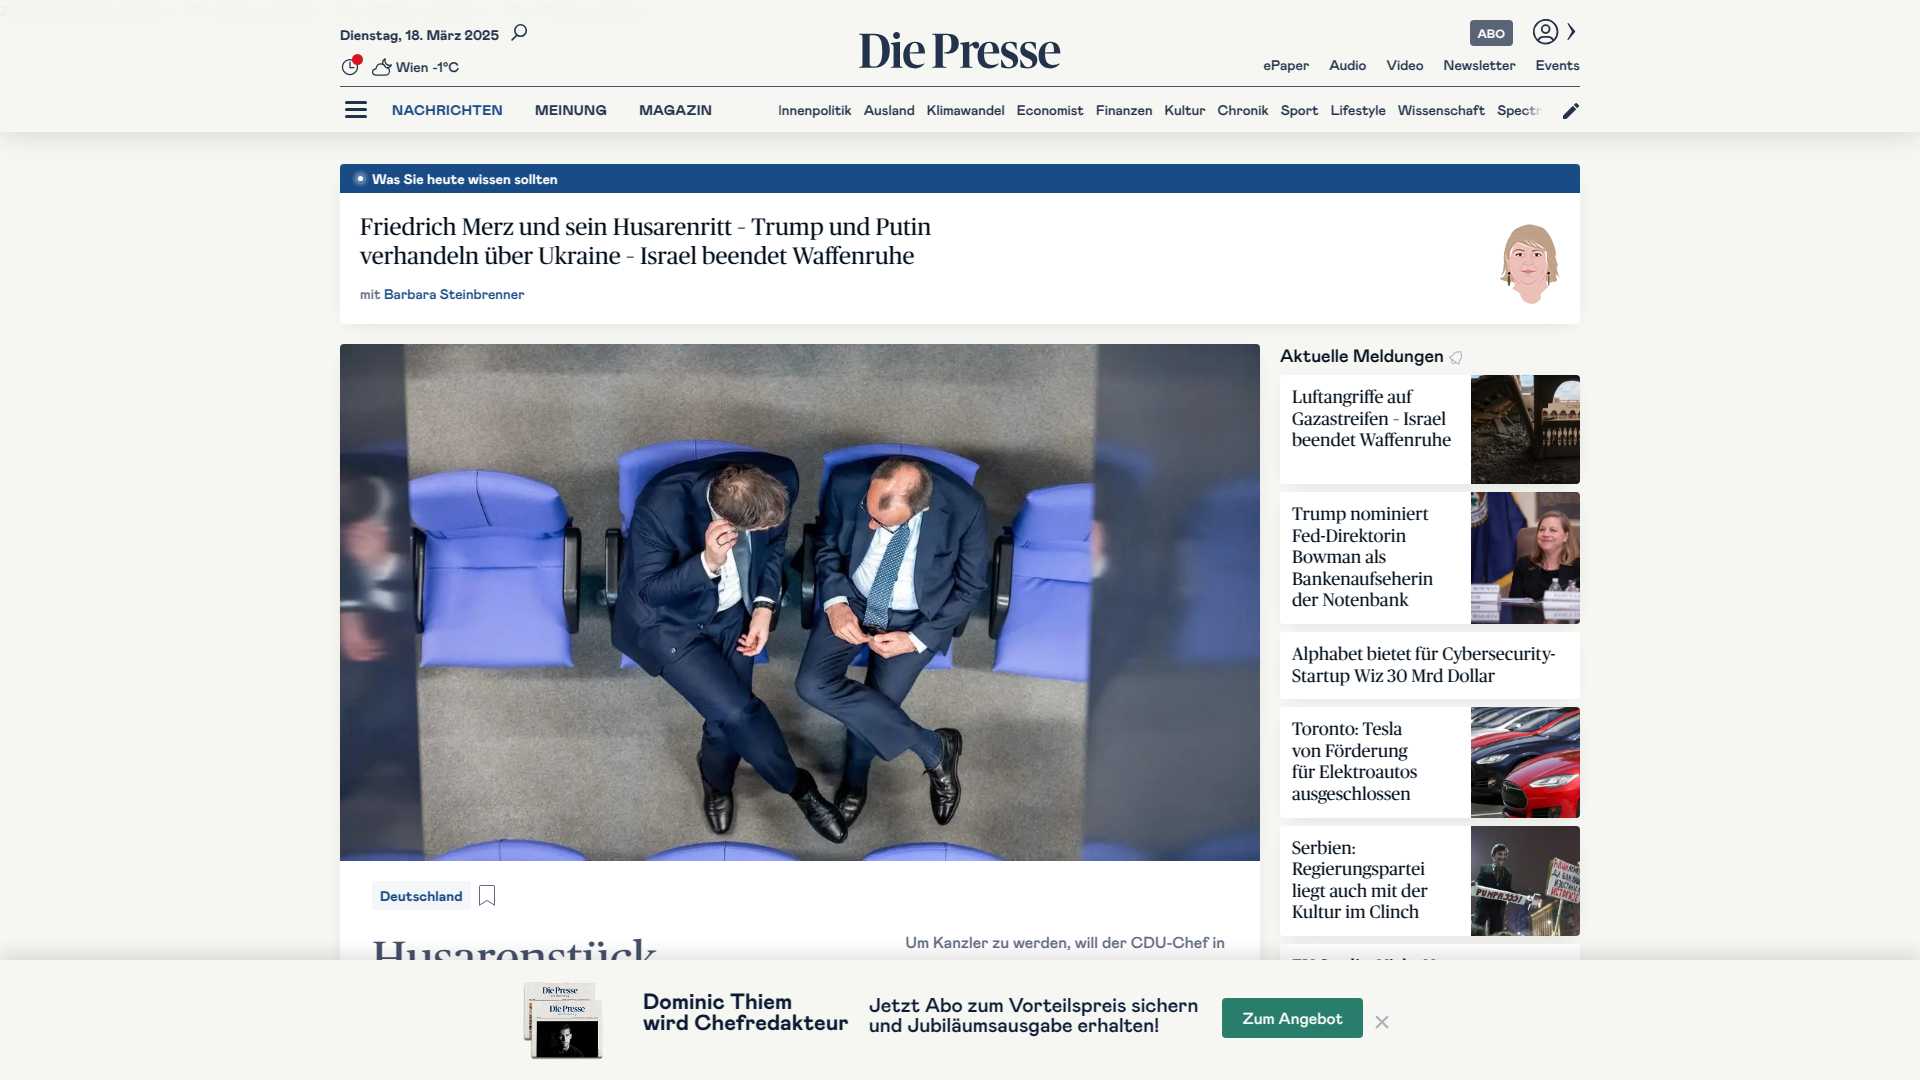 Dienstag, 18. März 2025
Die Presse
ABO
Wien -1°C
ePaper Audio Video Newsletter Events
NACHRICHTEN MEINUNG MAGAZIN
Innenpolitik Ausland Klimawandel Economist Finanzen Kultur Chronik Sport Lifestyle Wissenschaft
Was Sie heute wissen sollten
Friedrich Merz und sein Husarenritt – Trump und Putin
verhandeln über Ukraine – Israel beendet Waffenruhe
mit Barbara Steinbrenner
Deutschland
Husarenstück
Um Kanzler zu werden, will der CDU-Chef in
Aktuelle Meldungen
Luftangriffe auf
Gazastreifen – Israel
beendet Waffenruhe
Trump nominiert
Fed-Direktorin
Bowman als
Bankenaufseherin
der Notenbank
Alphabet bietet für Cybersecurity-
Startup Wiz 30 Mrd Dollar
Toronto: Tesla
von Förderung
für Elektroautos
ausgeschlossen
Serbien:
Regierungspartei
liegt auch mit der
Kultur im Clinch
Die Presse
Die Presse
Dominic Thiem
wird Chefredakteur
Jetzt Abo zum Vorteilspreis sichern
und Jubiläumsausgabe erhalten!
Zum Angebot